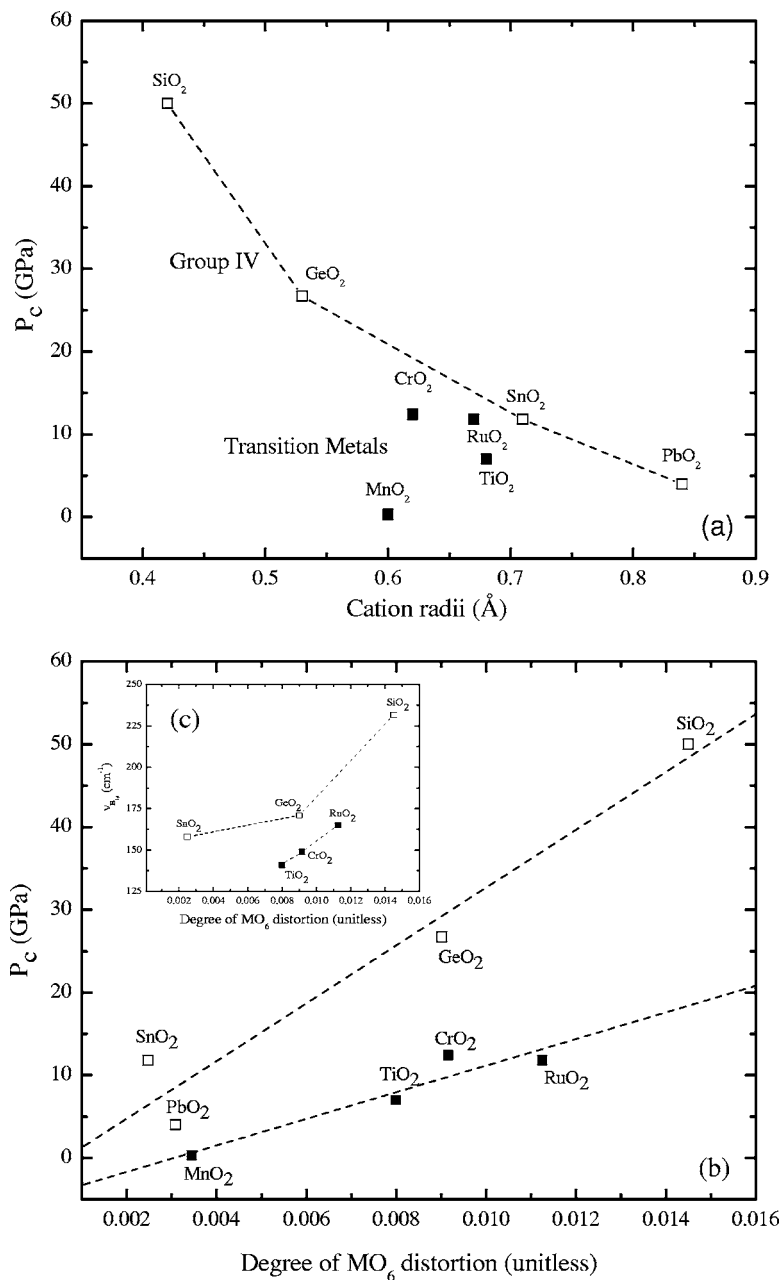 60
50
40
30
20
10
0
P_C (GPa)
SiO₂
Group IV
GeO₂
CrO₂
SnO₂
Transition Metals
RuO₂
PbO₂
TiO₂
MnO₂
(a)
0.4 0.5 0.6 0.7 0.8 0.9
Cation radii (Å)
60
50
40
30
20
10
0
P_C (GPa)
250
225
200
175
150
125
(cm⁻¹)
(c)
SiO₂
GeO₂
RuO₂
SnO₂
CrO₂
TiO₂
0.002 0.004 0.006 0.008 0.010 0.012 0.014 0.016
Degree of MO₆ distortion (unitless)
SiO₂
GeO₂
SnO₂
CrO₂
TiO₂
RuO₂
PbO₂
MnO₂
(b)
0.002 0.004 0.006 0.008 0.010 0.012 0.014 0.016
Degree of MO₆ distortion (unitless)